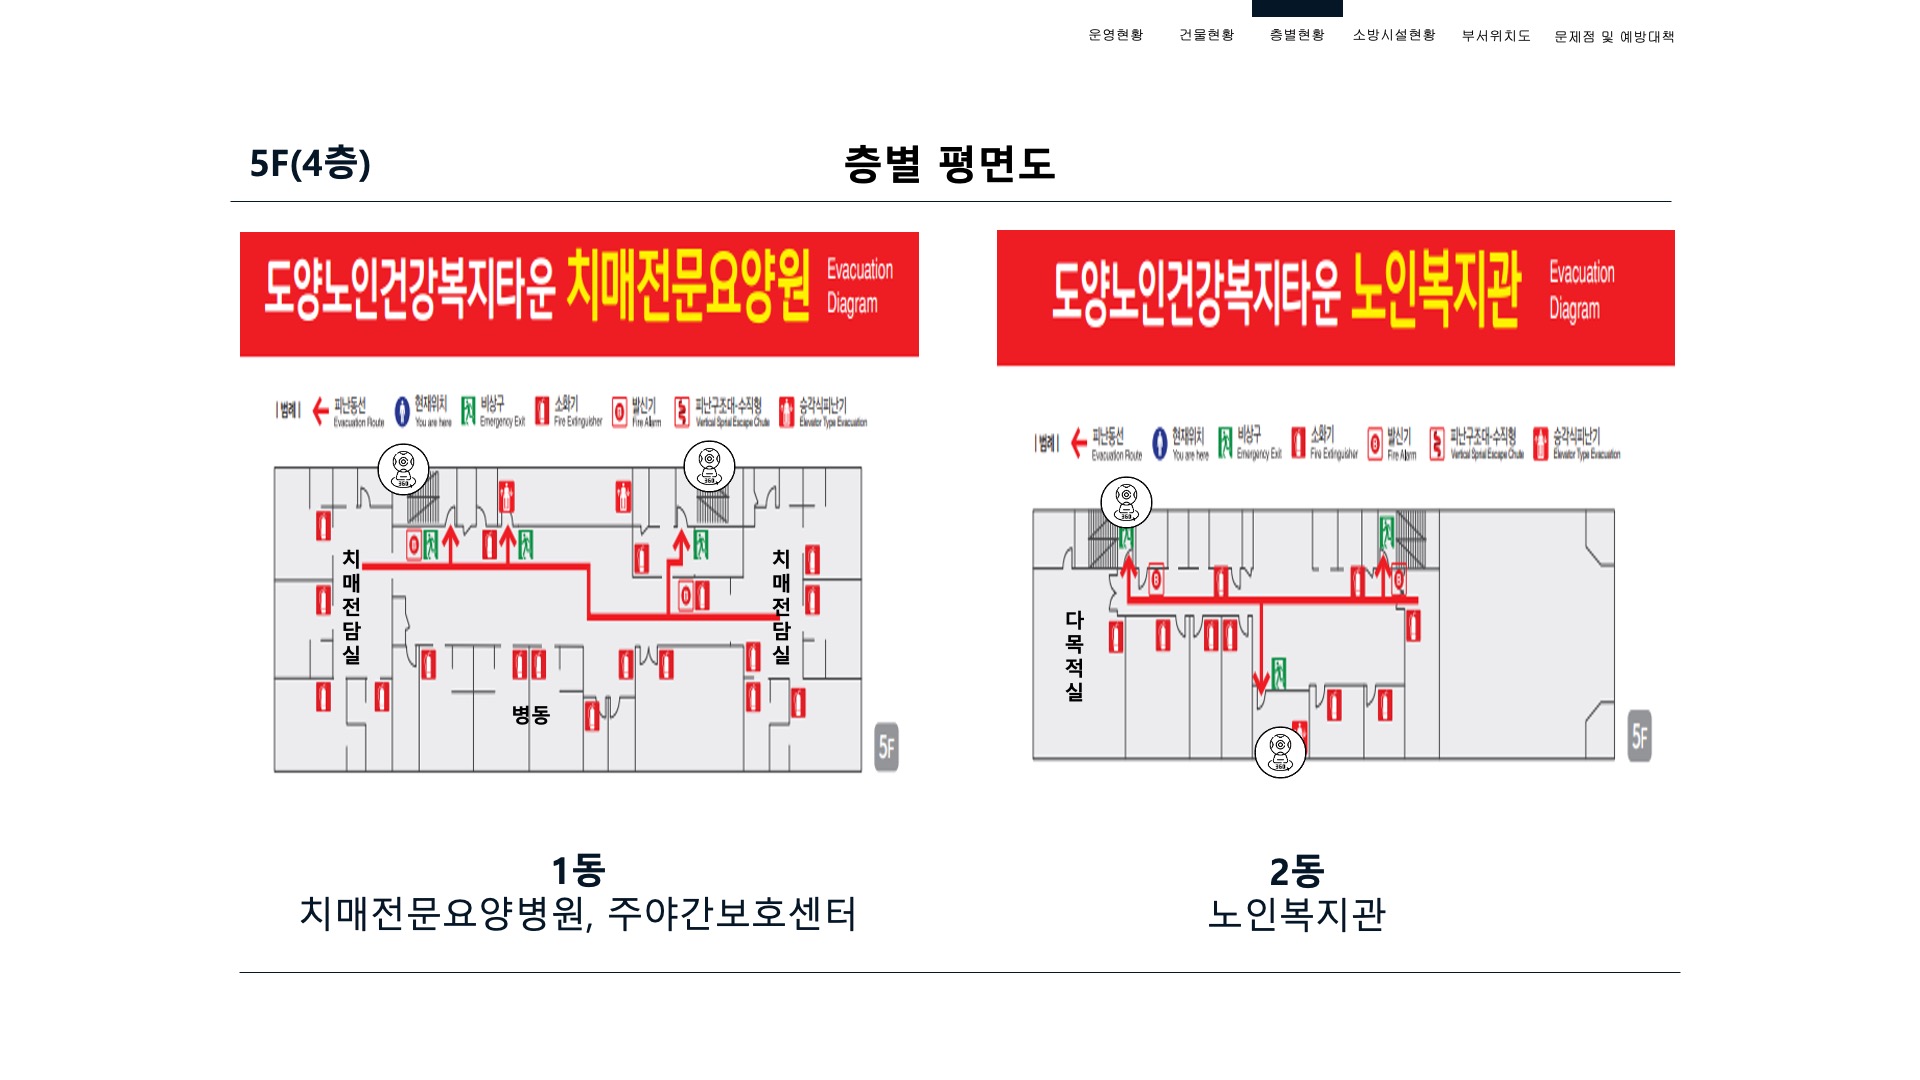 운영현황 건물현황 층별현황 소방시설현황 부서위치도 문제점 및 예방대책
5F(4층)
층별 평면도
도양노인건강복지타운 치매전문요양원 Evacuation Diagram
| 범례 | 피난동선 Evacuation Route 현재위치 You are here 비상구 Emergency Exit 소화기 Fire Extinguisher 발신기 Fire Alarm 피난구조대-수직형 Vertical Sprial Escape Chute 승각식피난기 Elevator Type Evacuation
360
360
치매전담실
치매전담실
병동
5F
도양노인건강복지타운 노인복지관 Evacuation Diagram
| 범례 | 피난동선 Evacuation Route 현재위치 You are here 비상구 Emergency Exit 소화기 Fire Extinguisher 발신기 Fire Alarm 피난구조대-수직형 Vertical Sprial Escape Chute 승각식피난기 Elevator Type Evacuation
360
다목적실
360
5F
1동
치매전문요양병원, 주야간보호센터
2동
노인복지관